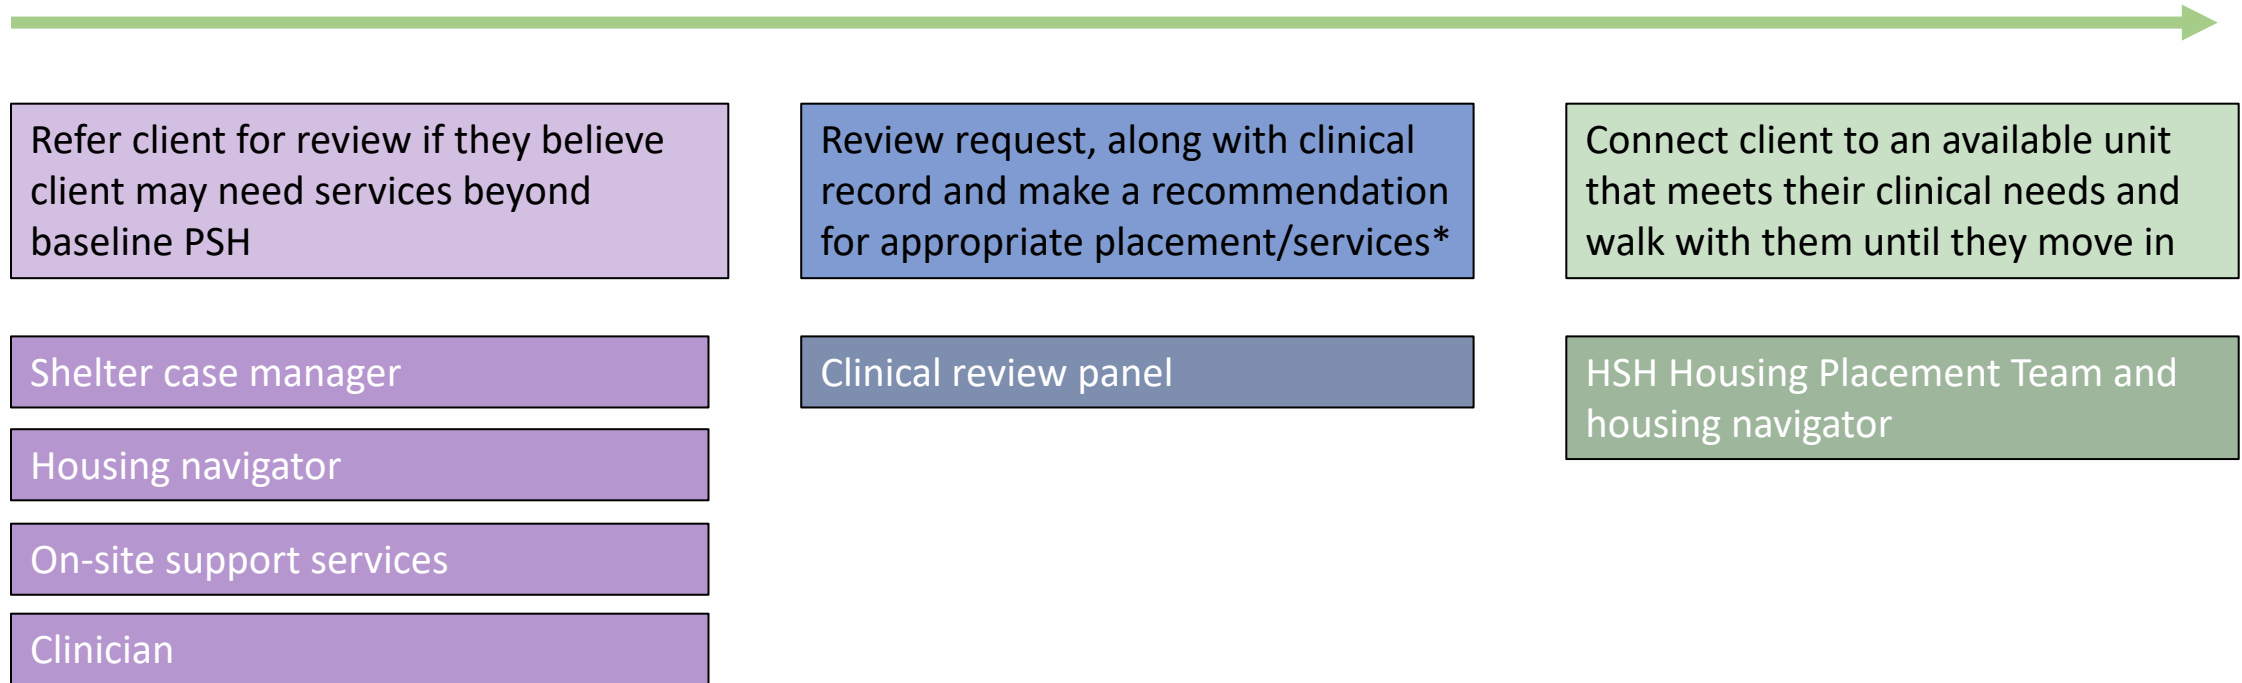 Refer client for review if they believe
client may need services beyond
baseline PSH
Review request, along with clinical
record and make a recommendation
for appropriate placement/services*
Connect client to an available unit
that meets their clinical needs and
walk with them until they move in
Shelter case manager
Housing navigator
On-site support services
Clinician
Clinical review panel
HSH Housing Placement Team and
housing navigator